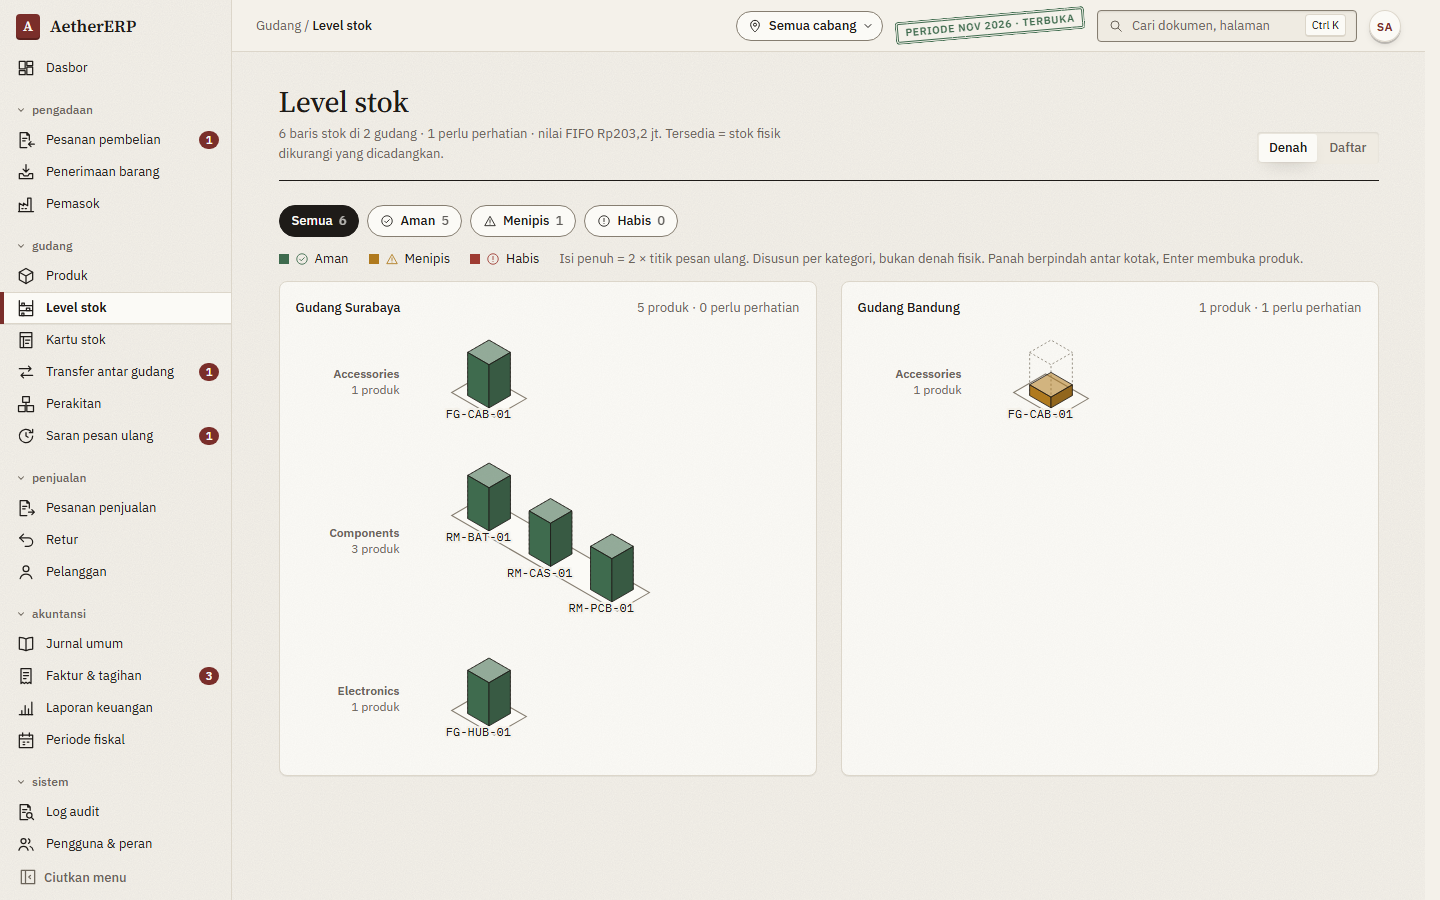 A AetherERP
Gudang / Level stok
Semua cabang
PERIODE NOV 2026 · TERBUKA
Cari dokumen, halaman
Ctrl K
SA
Dasbor
pengadaan
Pesanan pembelian 1
Penerimaan barang
Pemasok
gudang
Produk
Level stok
Kartu stok
Transfer antar gudang 1
Perakitan
Saran pesan ulang 1
penjualan
Pesanan penjualan
Retur
Pelanggan
akuntansi
Jurnal umum
Faktur & tagihan 3
Laporan keuangan
Periode fiskal
sistem
Log audit
Pengguna & peran
Ciutkan menu
Level stok
6 baris stok di 2 gudang · 1 perlu perhatian · nilai FIFO Rp203,2 jt. Tersedia = stok fisik
dikurangi yang dicadangkan.
Denah Daftar
Semua 6 Aman 5 Menipis 1 Habis 0
Aman Menipis Habis Isi penuh = 2 × titik pesan ulang. Disusun per kategori, bukan denah fisik. Panah berpindah antar kotak, Enter membuka produk.
Gudang Surabaya 5 produk · 0 perlu perhatian
Accessories
1 produk
FG-CAB-01
Components
3 produk
RM-BAT-01
RM-CAS-01
RM-PCB-01
Electronics
1 produk
FG-HUB-01
Gudang Bandung 1 produk · 1 perlu perhatian
Accessories
1 produk
FG-CAB-01